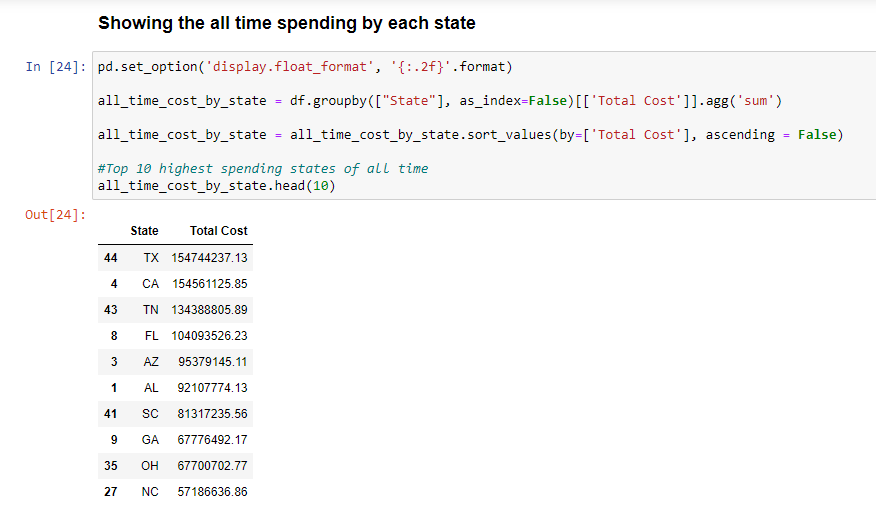 Showing the all time spending by each state
In [24]: pd.set_option('display.float_format', '{:.2f}'.format)
all_time_cost_by_state = df.groupby(["State"], as_index=False)[['Total Cost']].agg('sum')
all_time_cost_by_state = all_time_cost_by_state.sort_values(by=['Total Cost'], ascending = False)
#Top 10 highest spending states of all time
all_time_cost_by_state.head(10)
Out[24]:
State Total Cost
44 TX 154744237.13
4 CA 154561125.85
43 TN 134388805.89
8 FL 104093526.23
3 AZ 95379145.11
1 AL 92107774.13
41 SC 81317235.56
9 GA 67776492.17
35 OH 67700702.77
27 NC 57186636.86